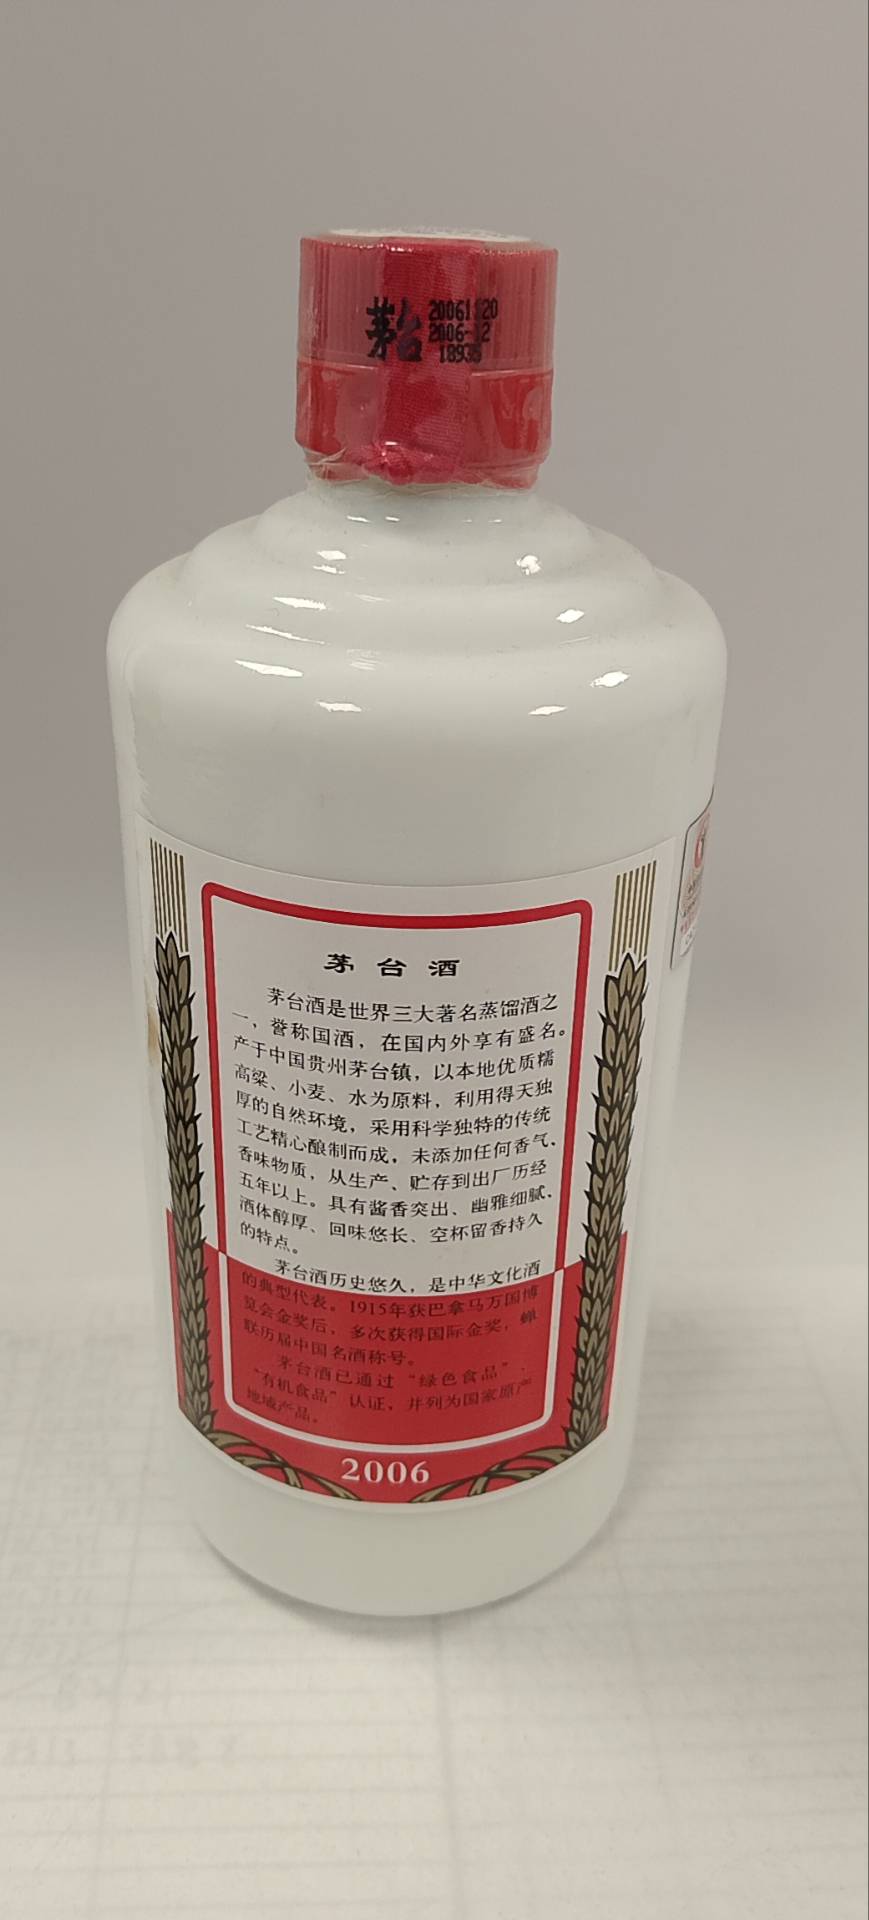 茅台
20061120
2006-12
18935
茅台酒
茅台酒是世界三大著名蒸馏酒之
一，誉称国酒，在国内外享有盛名。
产于中国贵州茅台镇，以本地优质糯
高粱、小麦、水为原料，利用得天独
厚的自然环境，采用科学独特的传统
工艺精心酿制而成，未添加任何香气、
香味物质，从生产、贮存到出厂历经
五年以上。具有酱香突出、幽雅细腻、
酒体醇厚、回味悠长、空杯留香持久
的特点。
茅台酒历史悠久，是中华文化酒
的典型代表。1915年获巴拿马万国博
览会金奖后，多次获得国际金奖，蝉
联历届中国名酒称号。
茅台酒已通过“绿色食品”、
“有机食品”认证，并列为国家原产
地域产品。
2006